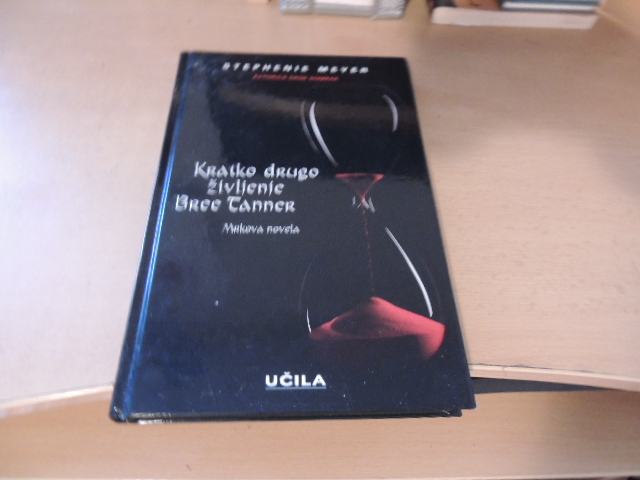 STEPHENIE MEYER
Kratko drugo
življenje
Bree Tanner
Mrkova novela
UČILA